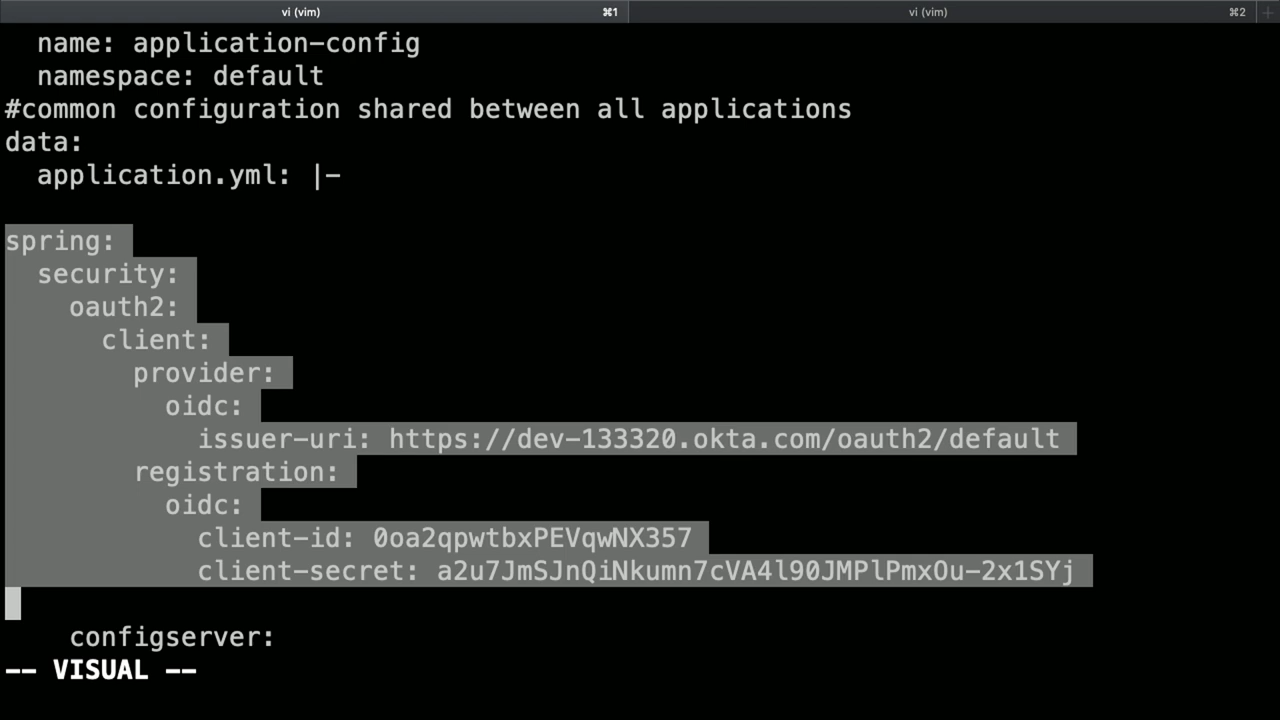 vi (vim) ⌘1 vi (vim) ⌘2 +
name: application-config
namespace: default
#common configuration shared between all applications
data:
application.yml: |-
spring:
security:
oauth2:
client:
provider:
oidc:
issuer-uri: https://dev-133320.okta.com/oauth2/default
registration:
oidc:
client-id: 0oa2qpwtbxPEVqwNX357
client-secret: a2u7JmSJnQiNkumn7cVA4l90JMPlPmxOu-2x1SYj
configserver:
-- VISUAL --